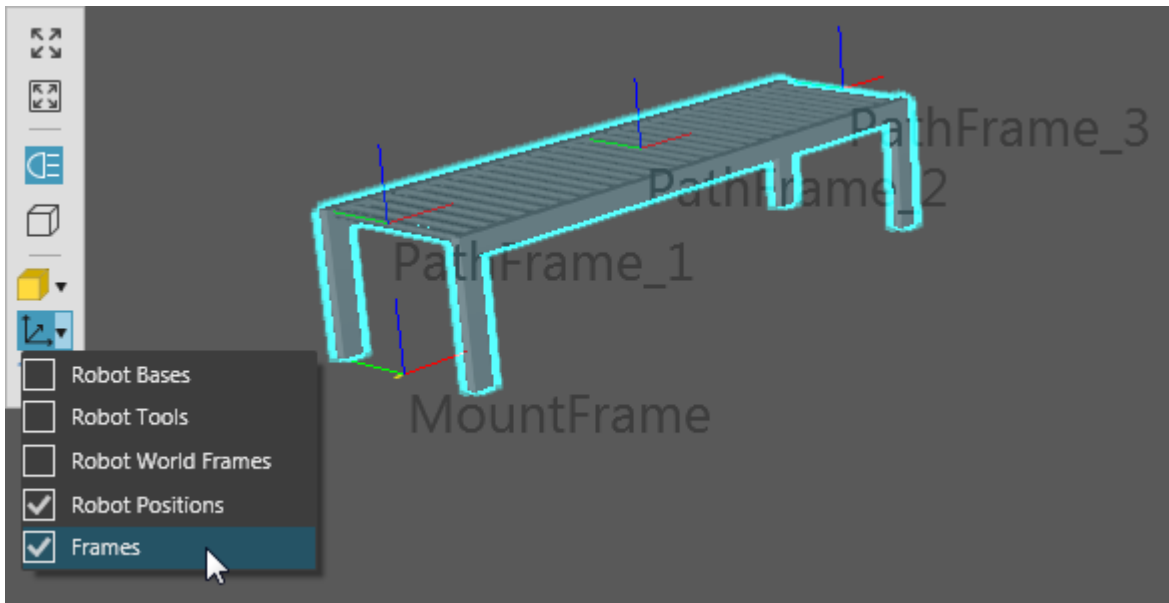 PathFrame_3
PathFrame_2
PathFrame_1
MountFrame
Robot Bases
Robot Tools
Robot World Frames
Robot Positions
Frames